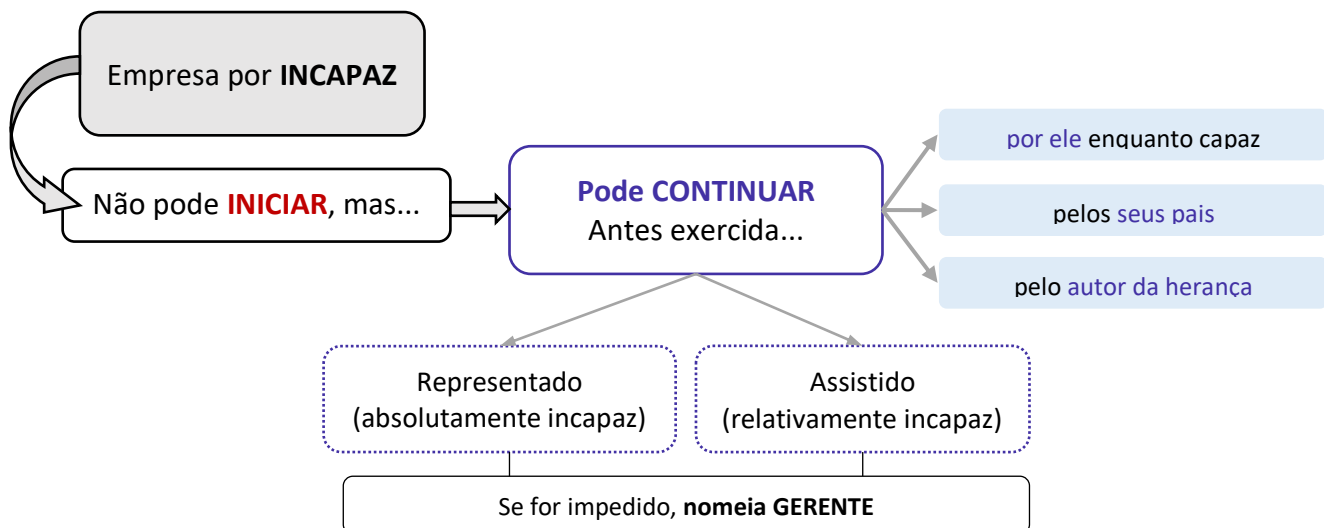 Empresa por INCAPAZ
Não pode INICIAR, mas...
Pode CONTINUAR
Antes exercida...
por ele enquanto capaz
pelos seus pais
pelo autor da herança
Representado
(absolutamente incapaz)
Assistido
(relativamente incapaz)
Se for impedido, nomeia GERENTE